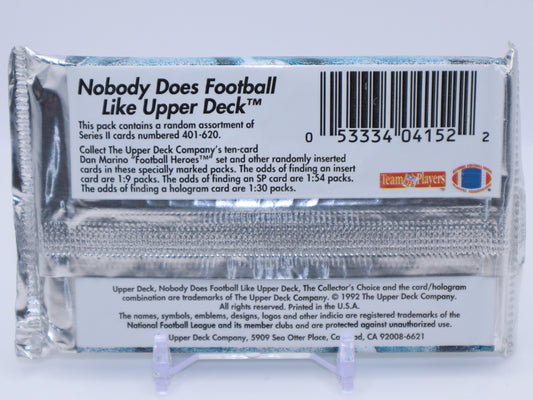 Nobody Does Football
Like Upper Deck™
This pack contains a random assortment of
Series II cards numbered 401-620.
Collect The Upper Deck Company's ten-card
Dan Marino "Football Heroes™" set and other randomly inserted
cards in these specially marked packs. The odds of finding an insert
card are 1:9 packs. The odds of finding an SP card are 1:54 packs.
The odds of finding a hologram card are 1:30 packs.
0 53334 04152 2
Team Players
Upper Deck, Nobody Does Football Like Upper Deck, The Collector's Choice and the card/hologram
combination are trademarks of The Upper Deck Company. © 1992 The Upper Deck Company.
All rights reserved. Printed in the U.S.A.
The names, symbols, emblems, designs, logos and other indicia are registered trademarks of the
National Football League and its member clubs and are protected against unauthorized use.
Upper Deck Company, 5909 Sea Otter Place, CA 92008-6621